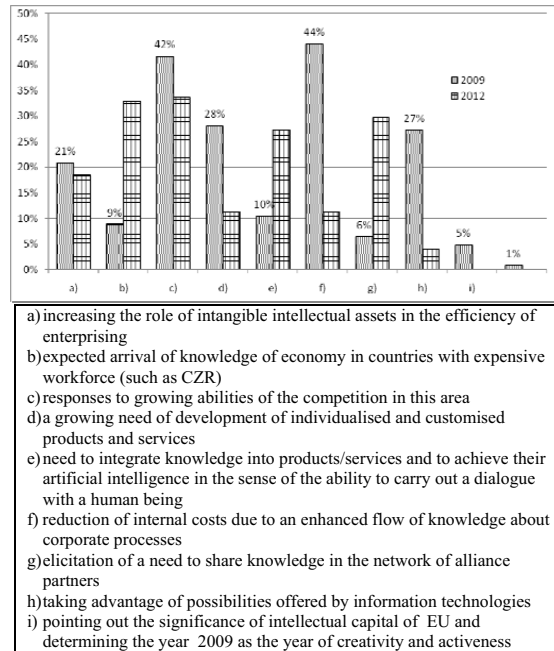 50%
45%
40%
35%
30%
25%
20%
15%
10%
5%
0%
21%
9%
42%
28%
10%
44%
6%
27%
5%
1%
2009
2012
a) b) c) d) e) f) g) h) i)
a) increasing the role of intangible intellectual assets in the efficiency of
enterprising
b) expected arrival of knowledge of economy in countries with expensive
workforce (such as CZR)
c) responses to growing abilities of the competition in this area
d) a growing need of development of individualised and customised
products and services
e) need to integrate knowledge into products/services and to achieve their
artificial intelligence in the sense of the ability to carry out a dialogue
with a human being
f) reduction of internal costs due to an enhanced flow of knowledge about
corporate processes
g) elicitation of a need to share knowledge in the network of alliance
partners
h) taking advantage of possibilities offered by information technologies
i) pointing out the significance of intellectual capital of EU and
determining the year 2009 as the year of creativity and activeness